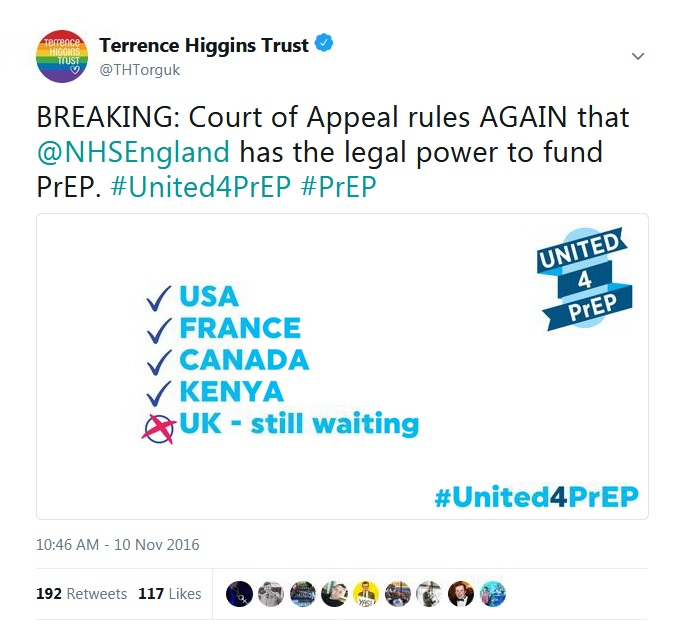 Terrence Higgins Trust
@THTorguk
BREAKING: Court of Appeal rules AGAIN that
@NHSEngland has the legal power to fund
PrEP. #United4PrEP #PrEP
UNITED
4
PrEP
USA
FRANCE
CANADA
KENYA
UK - still waiting
#United4PrEP
10:46 AM - 10 Nov 2016
192 Retweets 117 Likes
terrence
HIGGINS
TRUST
YAS!